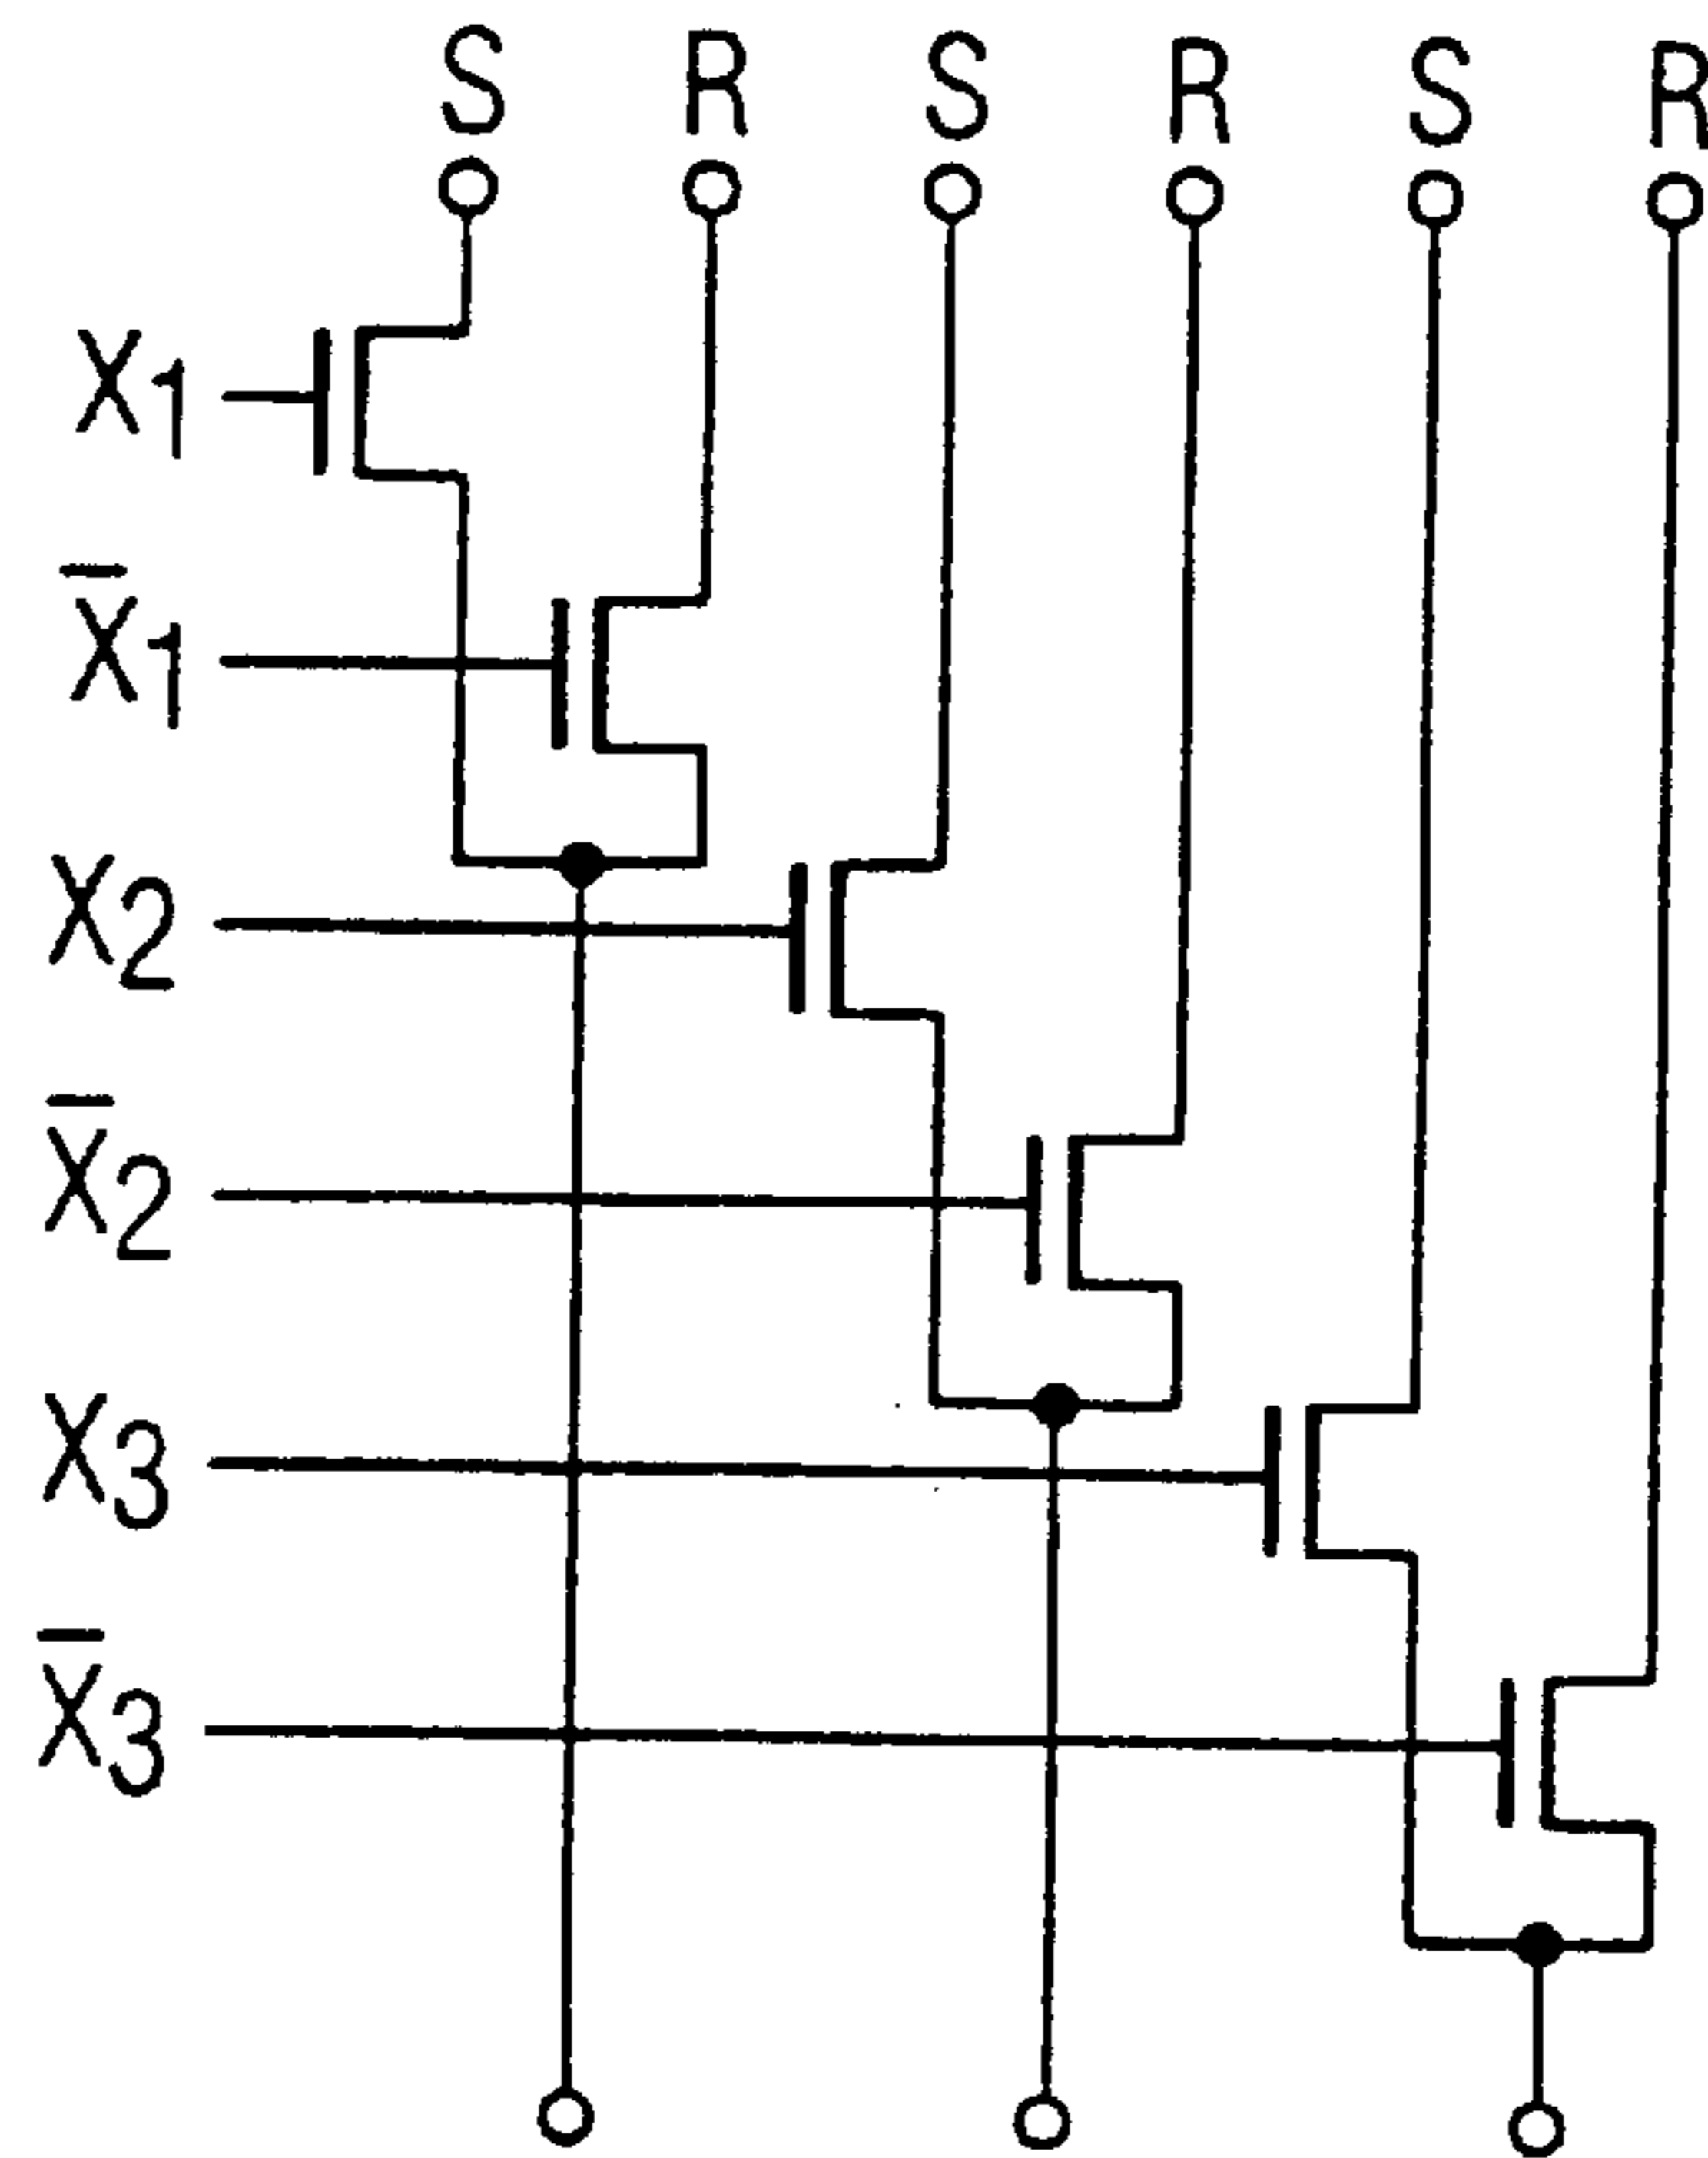 S R S R S R
X₁
X̅₁
X₂
X̅₂
X₃
X̅₃